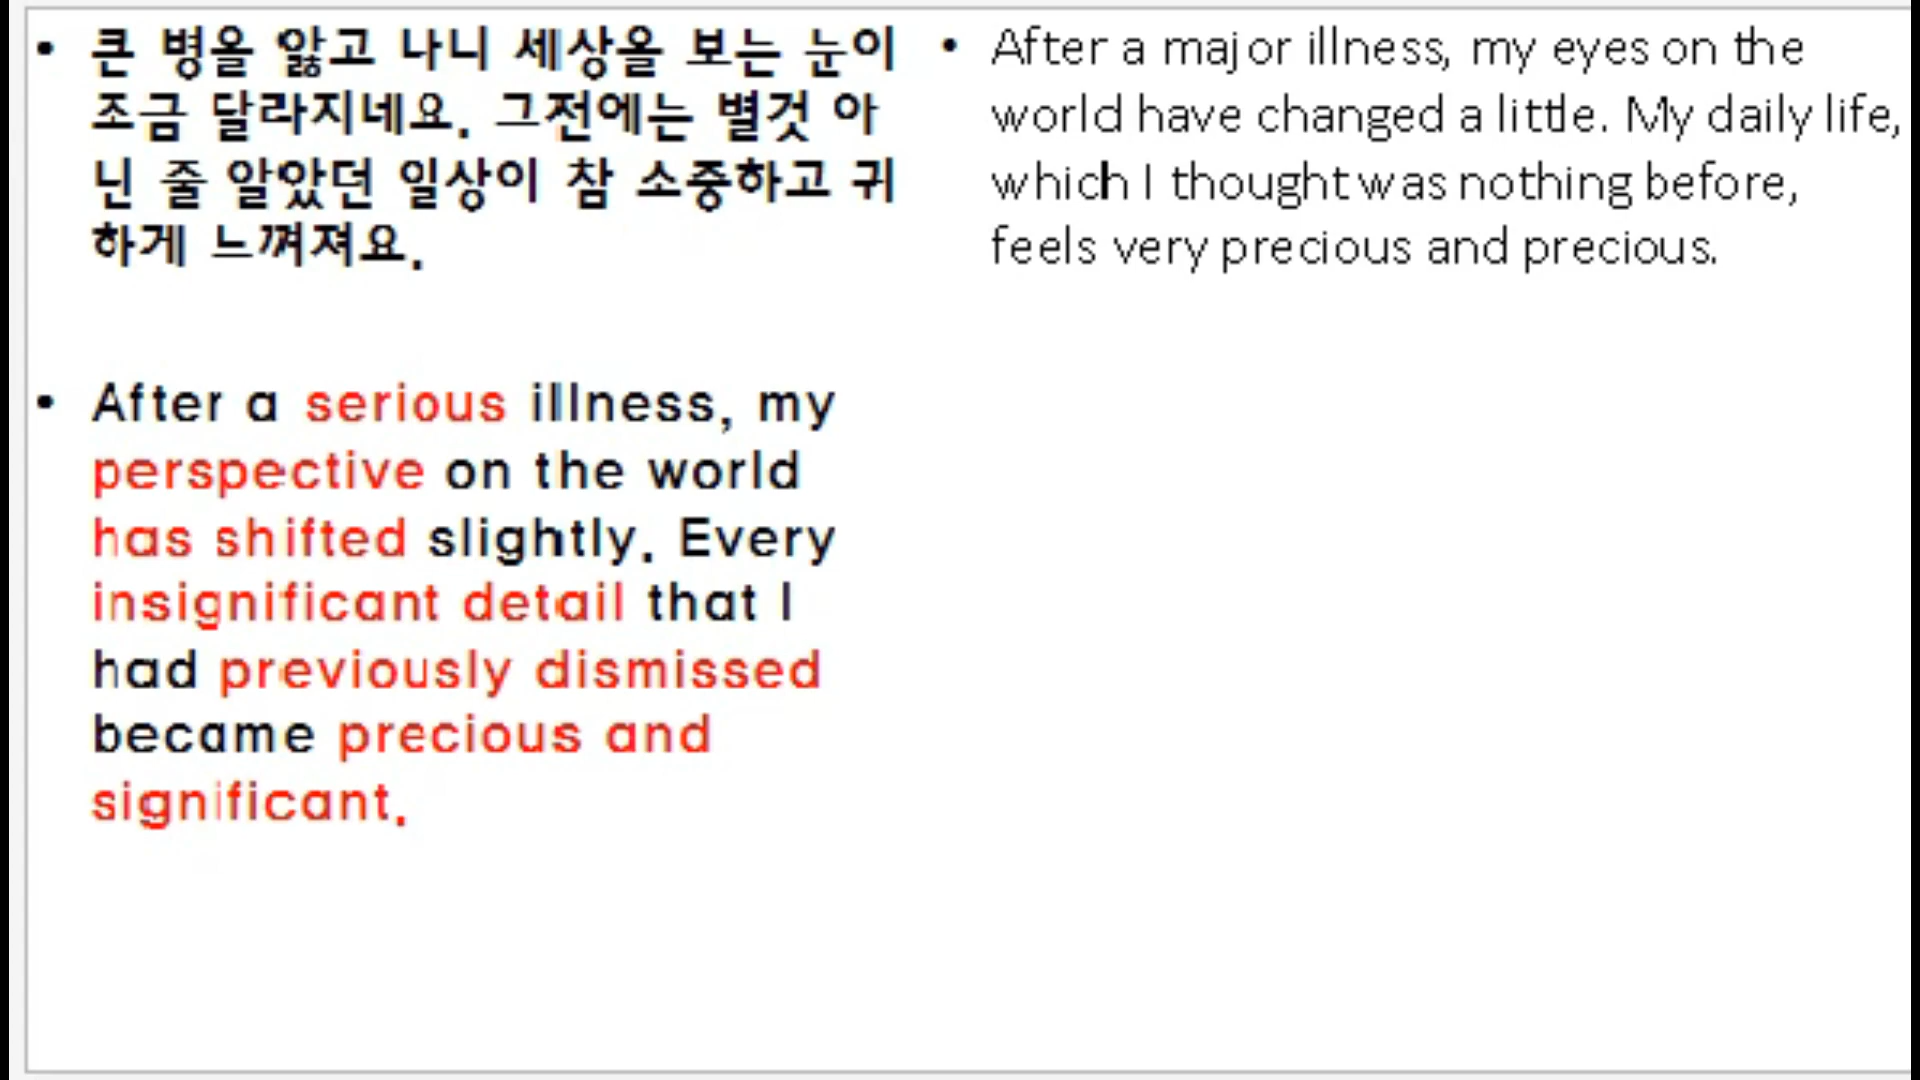 • 큰 병을 앓고 나니 세상을 보는 눈이
조금 달라지네요. 그전에는 별것 아
닌 줄 알았던 일상이 참 소중하고 귀
하게 느껴져요.
• After a serious illness, my
perspective on the world
has shifted slightly. Every
insignificant detail that I
had previously dismissed
became precious and
significant.
• After a major illness, my eyes on the
world have changed a little. My daily life,
which I thought was nothing before,
feels very precious and precious.